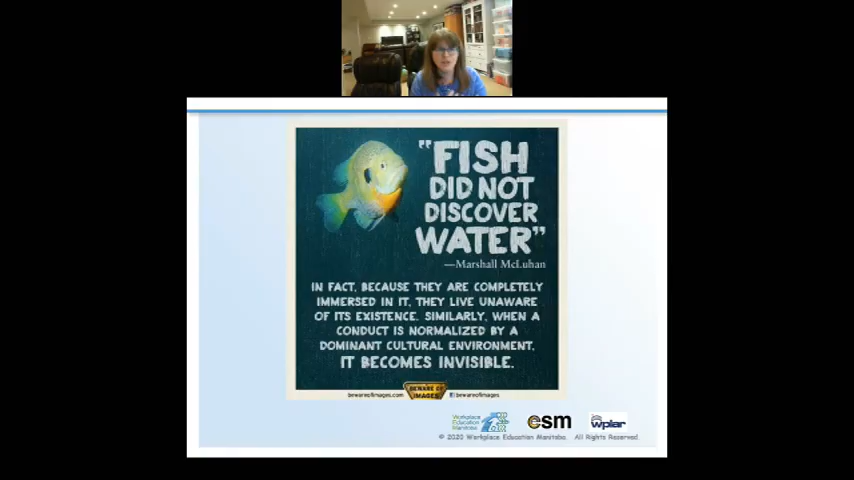 "FISH
DID NOT
DISCOVER
WATER"
—Marshall McLuhan
IN FACT, BECAUSE THEY ARE COMPLETELY
IMMERSED IN IT, THEY LIVE UNAWARE
OF ITS EXISTENCE. SIMILARLY, WHEN A
CONDUCT IS NORMALIZED BY A
DOMINANT CULTURAL ENVIRONMENT,
IT BECOMES INVISIBLE.
bewareofimages.com
BEWARE OF
IMAGES
bewareofimages
Workplace
Education
Manitoba
esm
wplar
© 2020 Workplace Education Manitoba. All Rights Reserved.